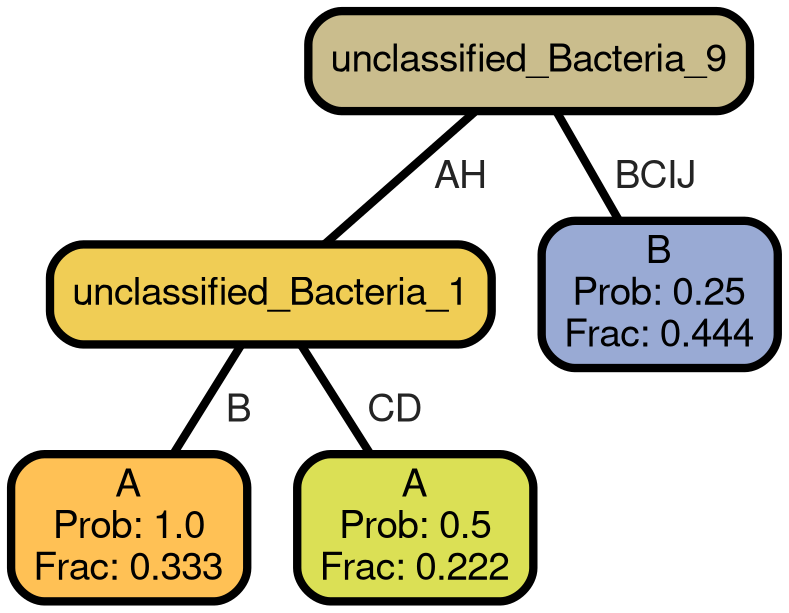 unclassified_Bacteria_9
AH
BCIJ
unclassified_Bacteria_1
B
Prob: 0.25
Frac: 0.444
B
CD
A
Prob: 1.0
Frac: 0.333
A
Prob: 0.5
Frac: 0.222